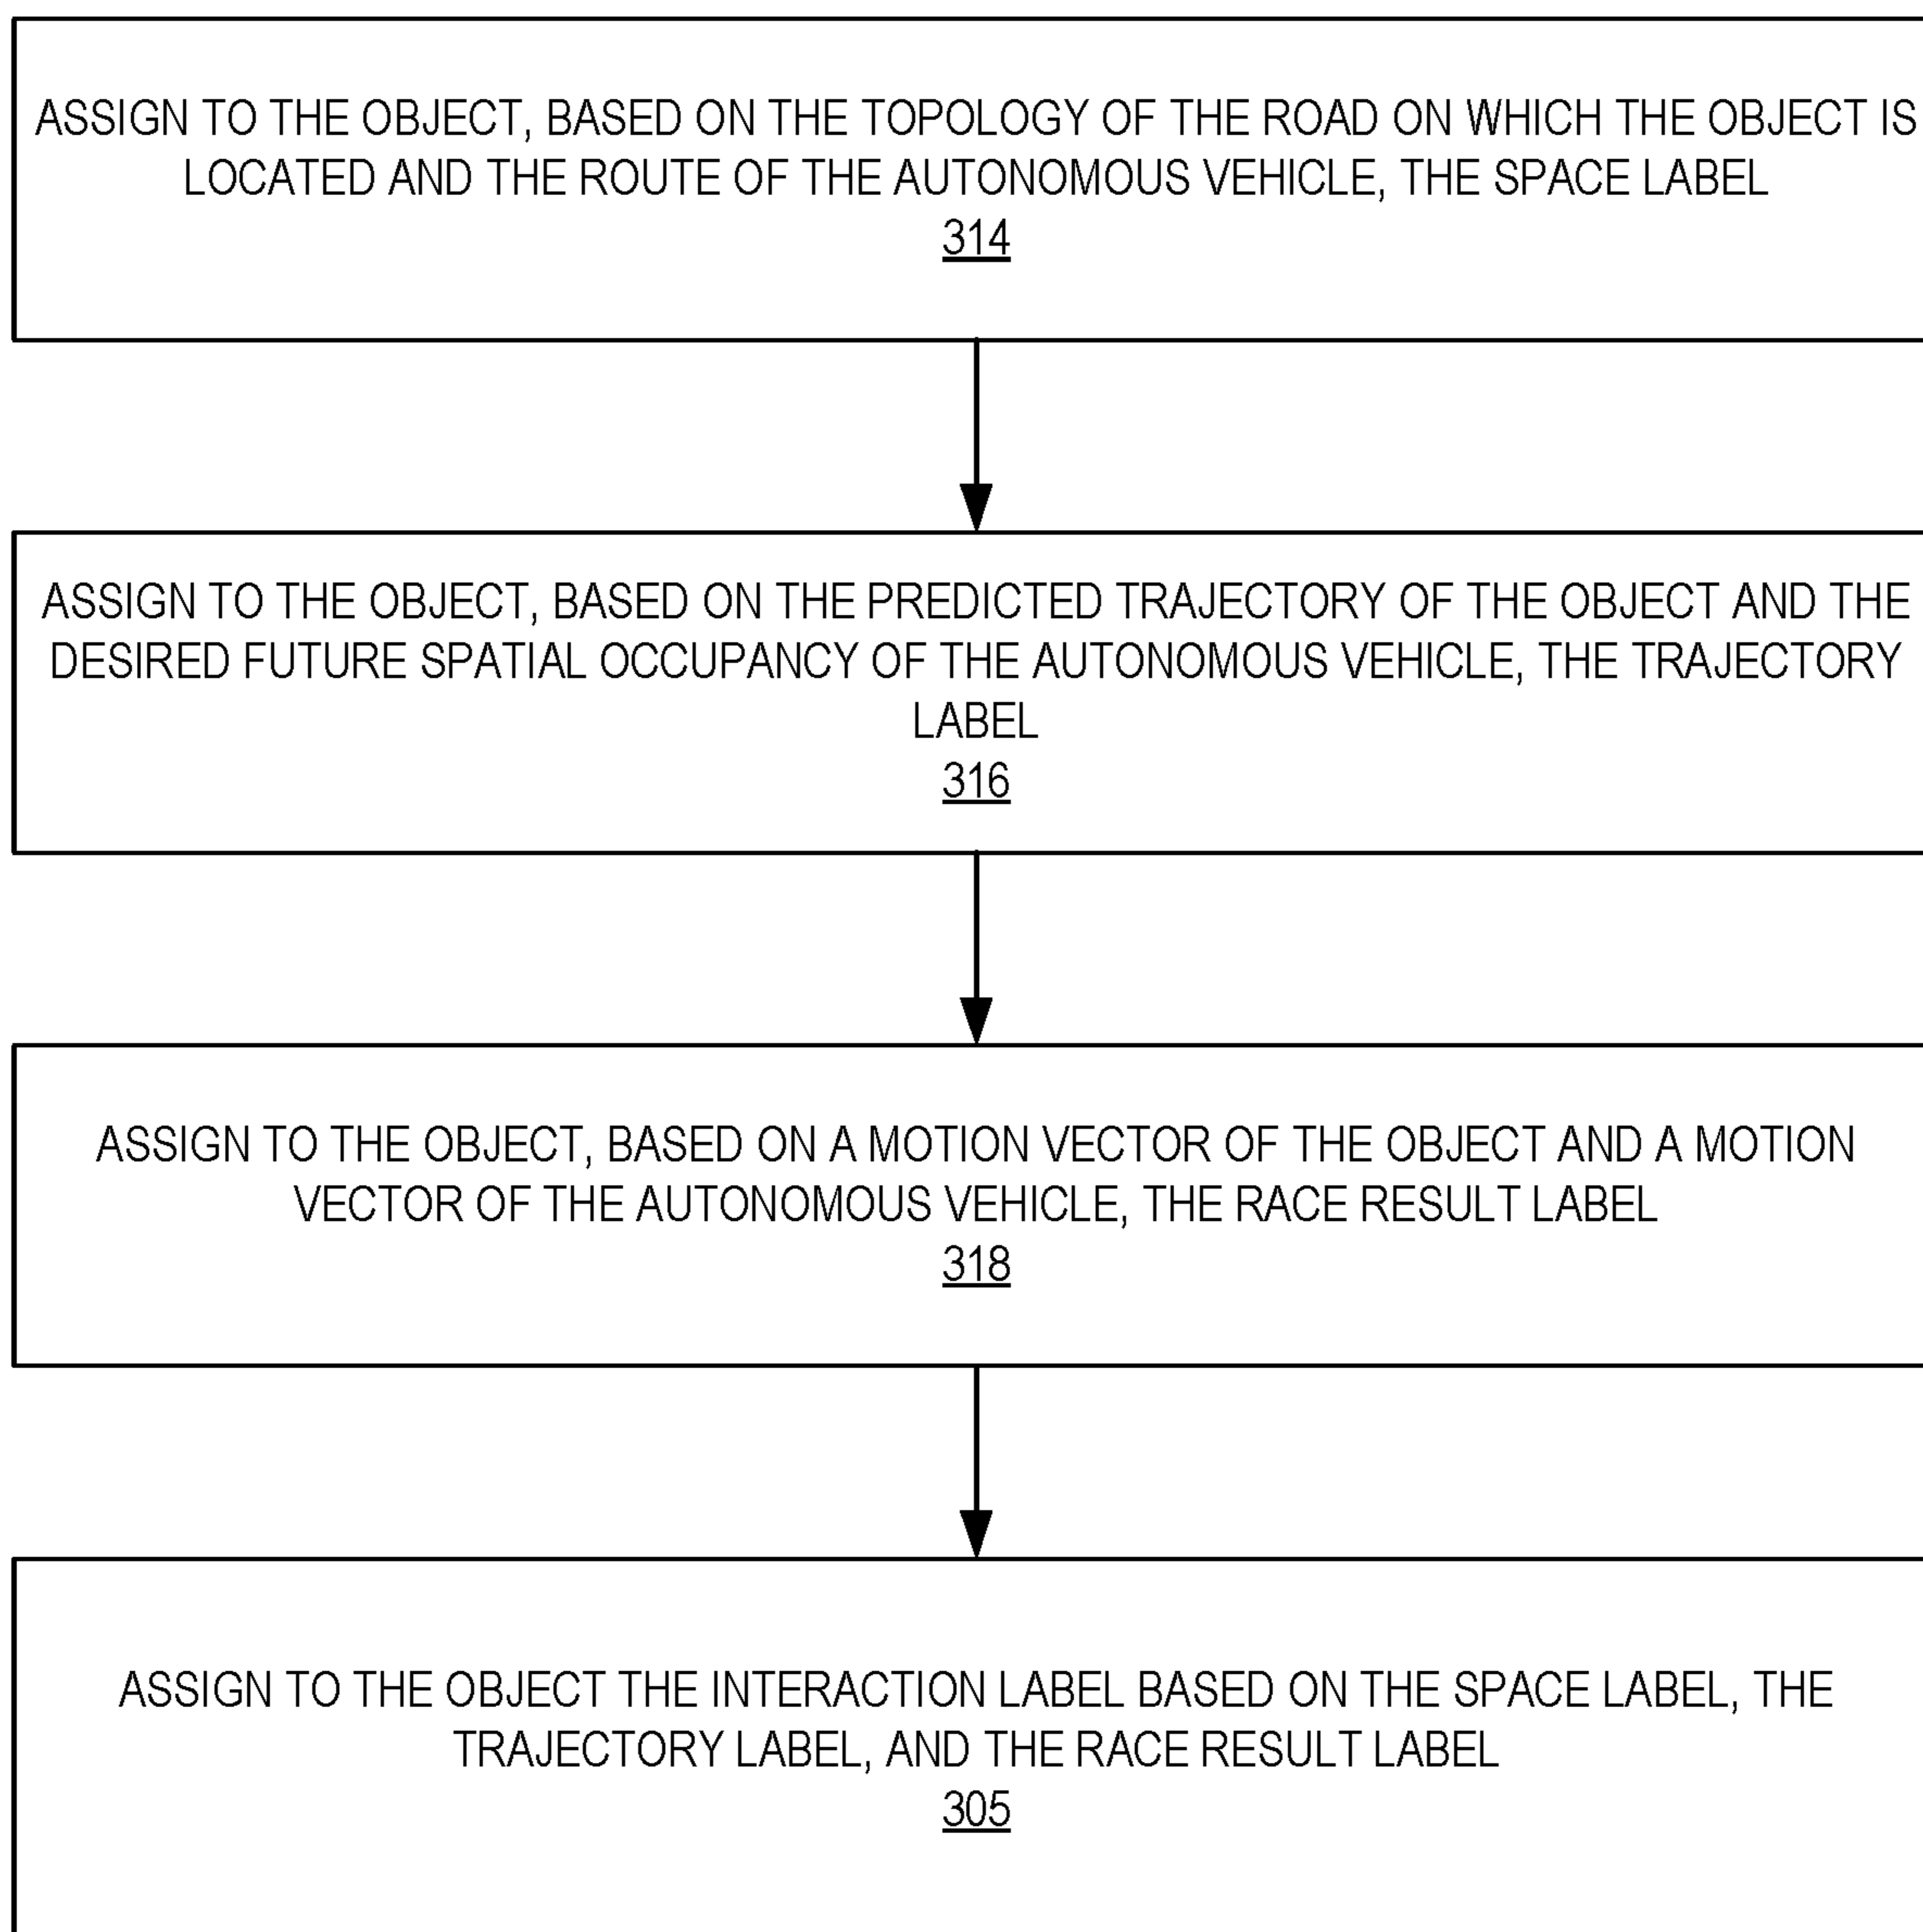 ASSIGN TO THE OBJECT, BASED ON THE TOPOLOGY OF THE ROAD ON WHICH THE OBJECT IS
LOCATED AND THE ROUTE OF THE AUTONOMOUS VEHICLE, THE SPACE LABEL
314
ASSIGN TO THE OBJECT, BASED ON THE PREDICTED TRAJECTORY OF THE OBJECT AND THE
DESIRED FUTURE SPATIAL OCCUPANCY OF THE AUTONOMOUS VEHICLE, THE TRAJECTORY
LABEL
316
ASSIGN TO THE OBJECT, BASED ON A MOTION VECTOR OF THE OBJECT AND A MOTION
VECTOR OF THE AUTONOMOUS VEHICLE, THE RACE RESULT LABEL
318
ASSIGN TO THE OBJECT THE INTERACTION LABEL BASED ON THE SPACE LABEL, THE
TRAJECTORY LABEL, AND THE RACE RESULT LABEL
305